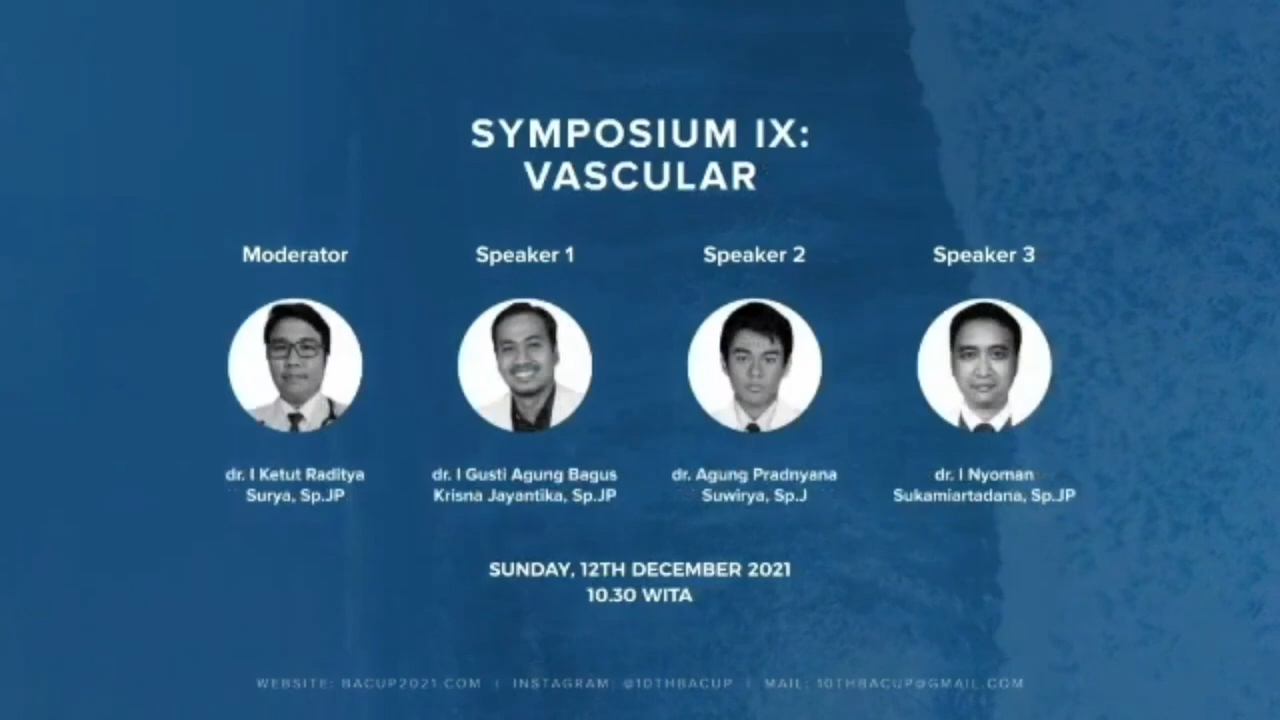 SYMPOSIUM IX:
VASCULAR
Moderator
Speaker 1
Speaker 2
Speaker 3
dr. I Ketut Raditya
Surya, Sp.JP
dr. I Gusti Agung Bagus
Krisna Jayantika, Sp.JP
dr. Agung Pradnyana
Suwirya, Sp.J
dr. I Nyoman
Sukamiartadana, Sp.JP
SUNDAY, 12TH DECEMBER 2021
10.30 WITA
WEBSITE: BACUP2021.COM | INSTAGRAM: @10THBACUP | MAIL: 10THBACUP@GMAIL.COM